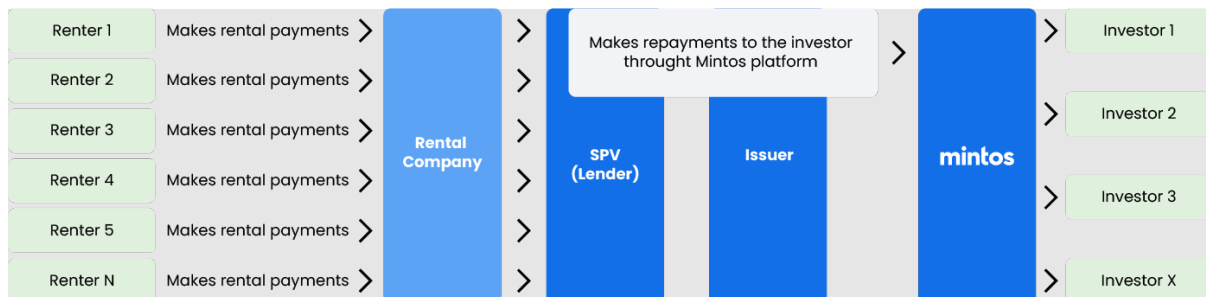 Renter 1
Makes rental payments
Renter 2
Makes rental payments
Renter 3
Makes rental payments
Renter 4
Makes rental payments
Renter 5
Makes rental payments
Renter N
Makes rental payments
Rental
Company
SPV
(Lender)
Makes repayments to the investor
throught Mintos platform
Issuer
mintos
Investor 1
Investor 2
Investor 3
Investor X